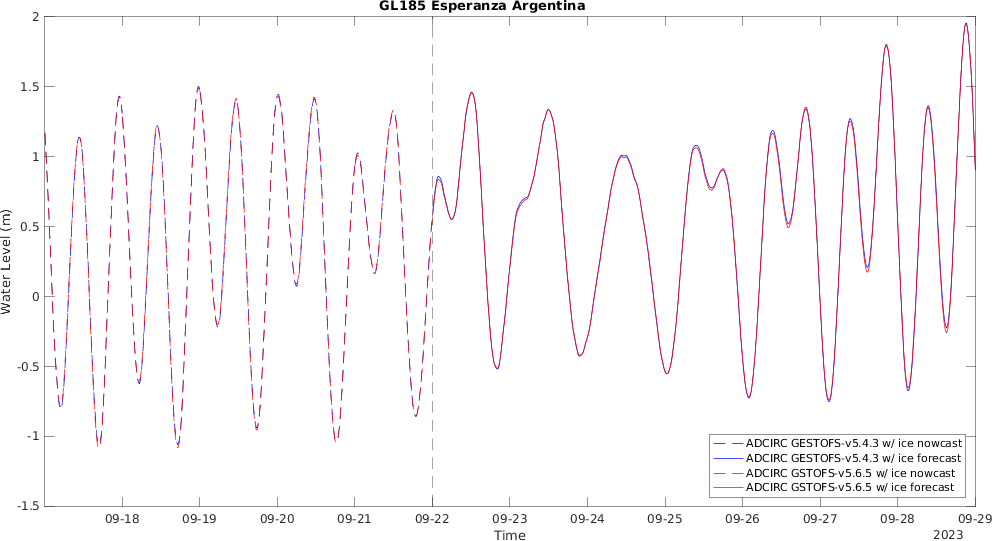 GL185 Esperanza Argentina
2
1.5
1
0.5
0
-0.5
-1
-1.5
Water Level (m)
ADCIRC GESTOFS-v5.4.3 w/ ice nowcast
ADCIRC GESTOFS-v5.4.3 w/ ice forecast
ADCIRC GSTOFS-v5.6.5 w/ ice nowcast
ADCIRC GSTOFS-v5.6.5 w/ ice forecast
09-18 09-19 09-20 09-21 09-22 09-23 09-24 09-25 09-26 09-27 09-28 09-29
Time
2023